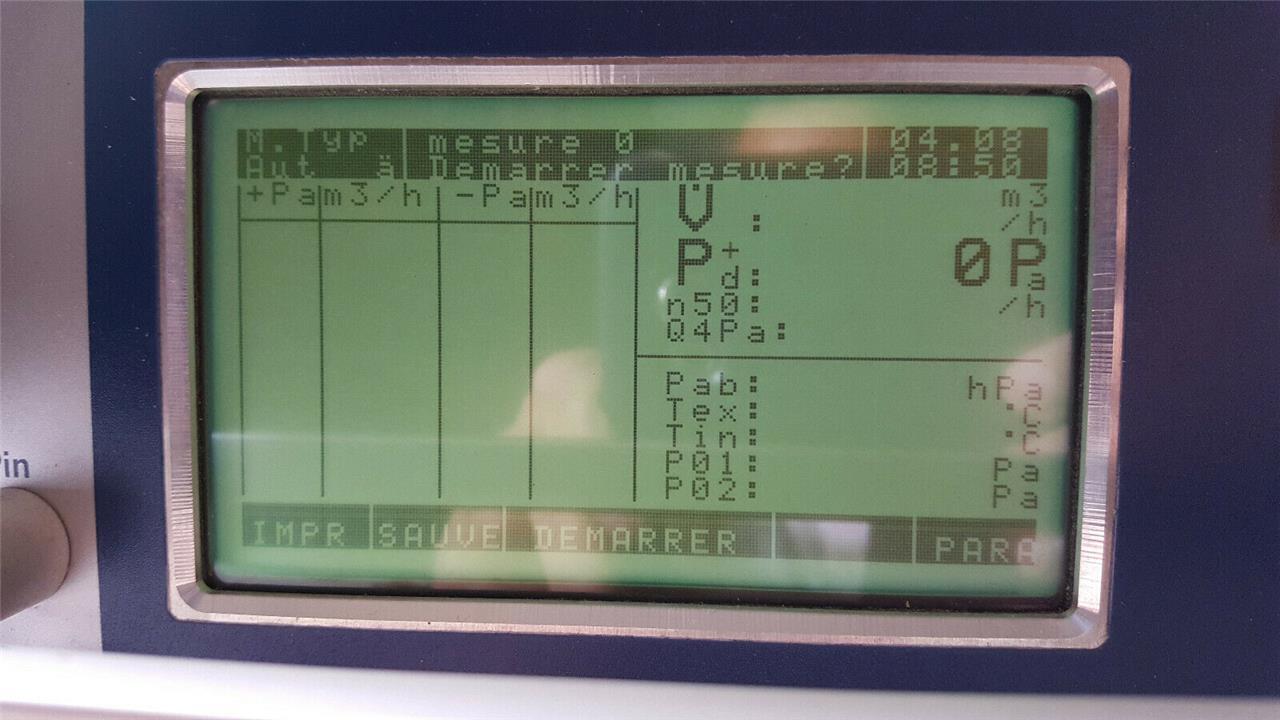 M.Typ mesure 0 04.08
Aut ä Demarrer mesure? 08:50
+Pa m3/h -Pa m3/h
V̇ : m3/h
P+d: 0Pa
n50: /h
Q4Pa:
Pab: hPa
Tex: °C
Tin: °C
P01: Pa
P02: Pa
IMPR SAUVE DEMARRER PARA